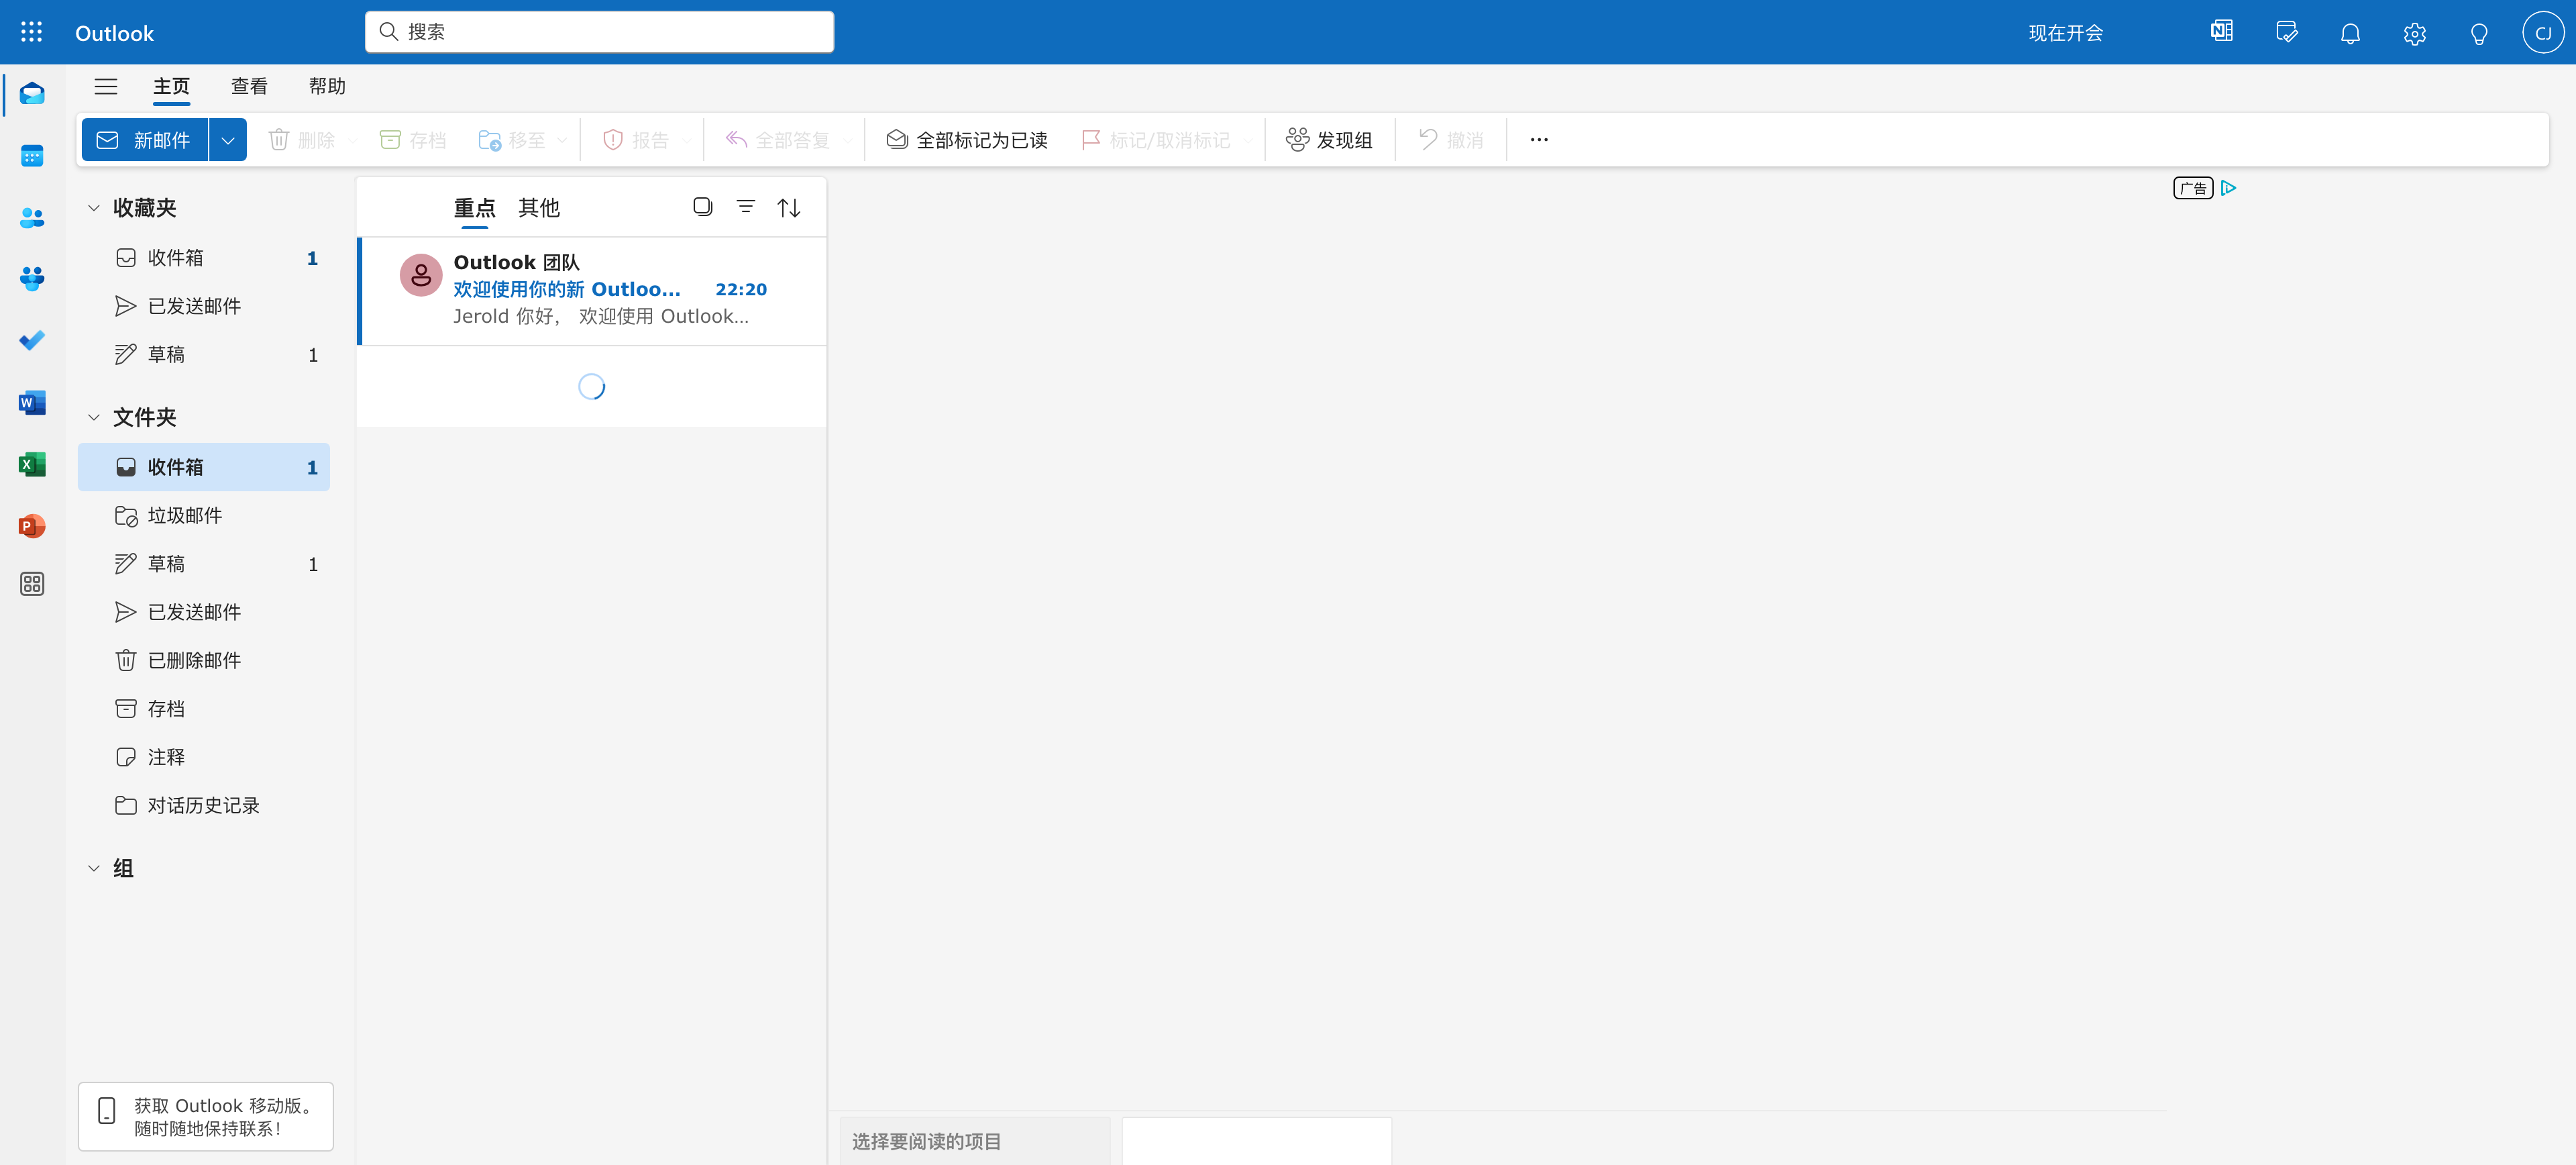 Outlook
搜索
现在开会
CJ
主页
查看
帮助
新邮件
删除
存档
移至
报告
全部答复
全部标记为已读
标记/取消标记
发现组
撤消
收藏夹
收件箱 1
已发送邮件
草稿 1
文件夹
收件箱 1
垃圾邮件
草稿 1
已发送邮件
已删除邮件
存档
注释
对话历史记录
组
获取 Outlook 移动版。
随时随地保持联系!
重点
其他
Outlook 团队
欢迎使用你的新 Outloo... 22:20
Jerold 你好， 欢迎使用 Outlook...
广告
选择要阅读的项目